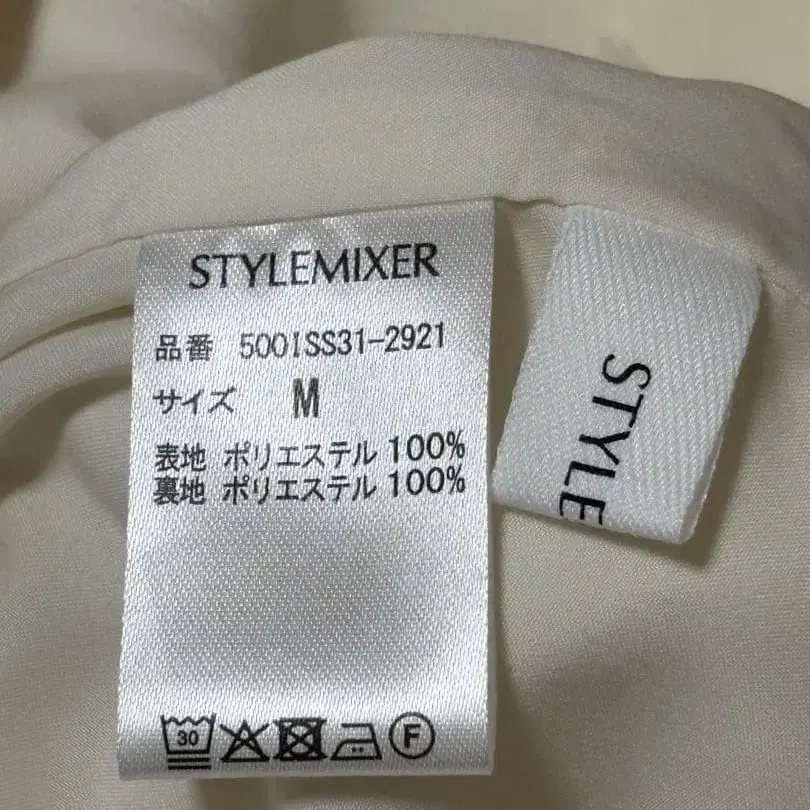 STYLEMIXER
品番 500ISS31-2921
サイズ M
表地 ポリエステル 100%
裏地 ポリエステル 100%
30 F
STYLE